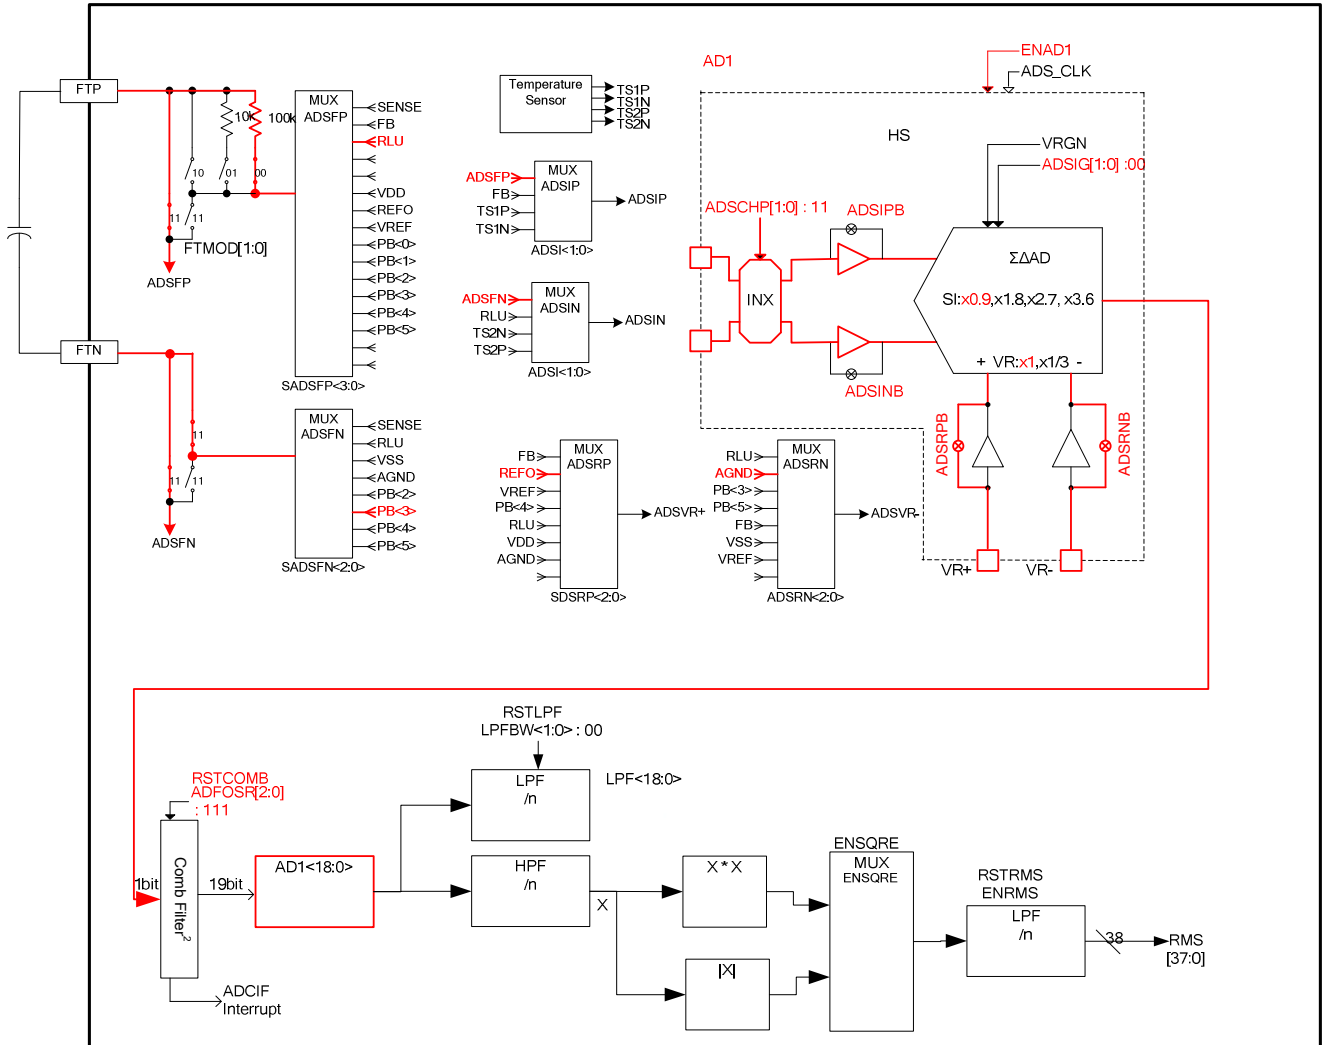 FTP
10k
100k
10
01
00
11
11
FTMOD[1:0]
ADSFP
MUX
ADSFP
SENSE
FB
RLU
VDD
REFO
VREF
PB<0>
PB<1>
PB<2>
PB<3>
PB<4>
PB<5>
SADSFP<3:0>
FTN
11
11
11
ADSFN
MUX
ADSFN
SENSE
RLU
VSS
AGND
PB<2>
PB<3>
PB<4>
PB<5>
SADSFN<2:0>
Temperature
Sensor
TS1P
TS1N
TS2P
TS2N
MUX
ADSIP
ADSFP
FB
TS1P
TS1N
ADSIP
ADSI<1:0>
MUX
ADSIN
ADSFN
RLU
TS2N
TS2P
ADSIN
ADSI<1:0>
MUX
ADSRP
FB
REFO
VREF
PB<4>
RLU
VDD
AGND
ADSVR+
SDSRP<2:0>
MUX
ADSRN
RLU
AGND
PB<3>
PB<5>
FB
VSS
VREF
ADSVR-
ADSRN<2:0>
AD1
ENAD1
ADS_CLK
HS
VRGN
ADSIG[1:0] :00
ADSCHP[1:0] : 11
ADSIPB
INX
ADSINB
ΣΔAD
SI:x0.9,x1.8,x2.7, x3.6
+ VR:x1,x1/3 -
ADSRPB
ADSRNB
VR+
VR-
RSTLPF
LPFBW<1:0> : 00
LPF
/n
LPF<18:0>
RSTCOMB
ADFOSR[2:0]
: 111
1bit
Comb Filter2
19bit
AD1<18:0>
HPF
/n
X
X * X
|X|
ENSQRE
MUX
ENSQRE
RSTRMS
ENRMS
LPF
/n
38
RMS
[37:0]
ADCIF
Interrupt